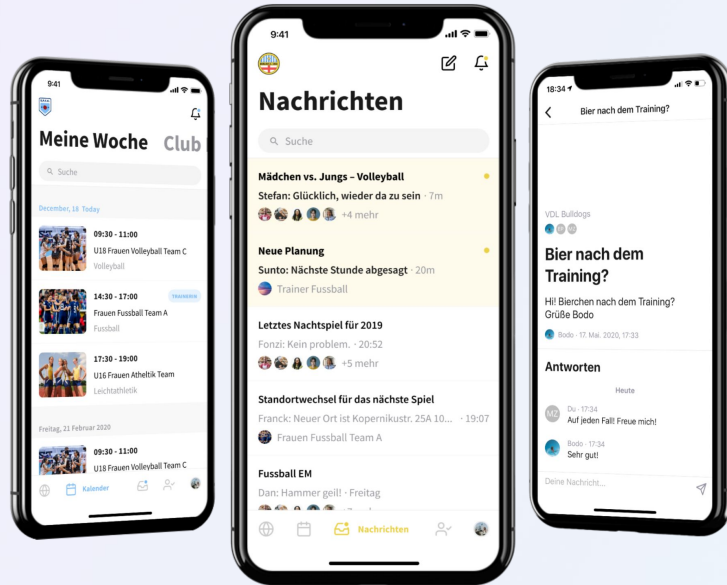 9:41
Meine Woche Club
Suche
December, 18 Today
09:30 - 11:00
U18 Frauen Volleyball Team C
Volleyball
14:30 - 17:00
TRAINERIN
Frauen Fussball Team A
Fussball
17:30 - 19:00
U16 Frauen Atheltik Team
Leichtathletik
Freitag, 21 Februar 2020
09:30 - 11:00
U18 Frauen Volleyball Team C
Kalender
9:41
Nachrichten
Suche
Mädchen vs. Jungs – Volleyball
Stefan: Glücklich, wieder da zu sein · 7m
+4 mehr
Neue Planung
Sunto: Nächste Stunde abgesagt · 20m
Trainer Fussball
Letztes Nachtspiel für 2019
Fonzi: Kein problem. · 20:52
+5 mehr
Standortwechsel für das nächste Spiel
Franck: Neuer Ort ist Kopernikustr. 25A 10... · 19:07
Frauen Fussball Team A
Fussball EM
Dan: Hammer geil! · Freitag
Nachrichten
18:34
Bier nach dem Training?
VDL Bulldogs
MZ
Bier nach dem
Training?
Hi! Bierchen nach dem Training?
Grüße Bodo
Bodo · 17. Mai. 2020, 17:33
Antworten
Heute
MZ
Du · 17:34
Auf jeden Fall! Freue mich!
Bodo · 17:34
Sehr gut!
Deine Nachricht...